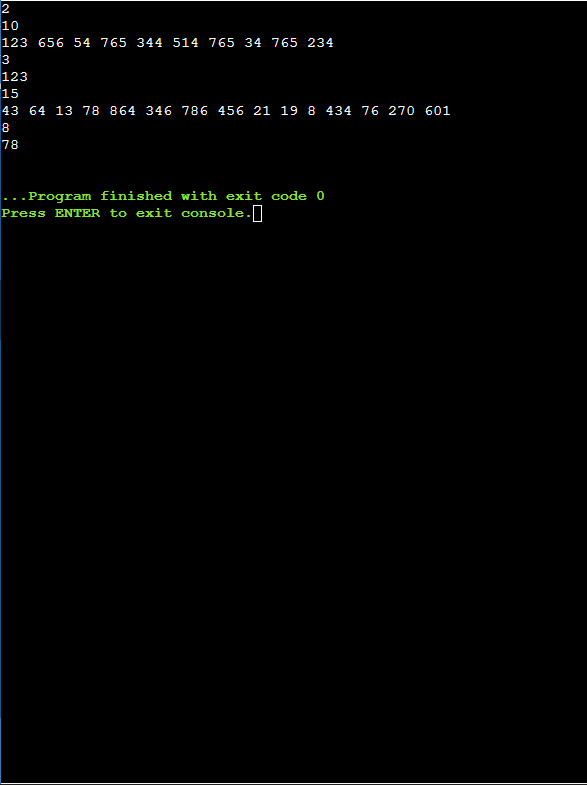 2
10
123 656 54 765 344 514 765 34 765 234
3
123
15
43 64 13 78 864 346 786 456 21 19 8 434 76 270 601
8
78
...Program finished with exit code 0
Press ENTER to exit console.